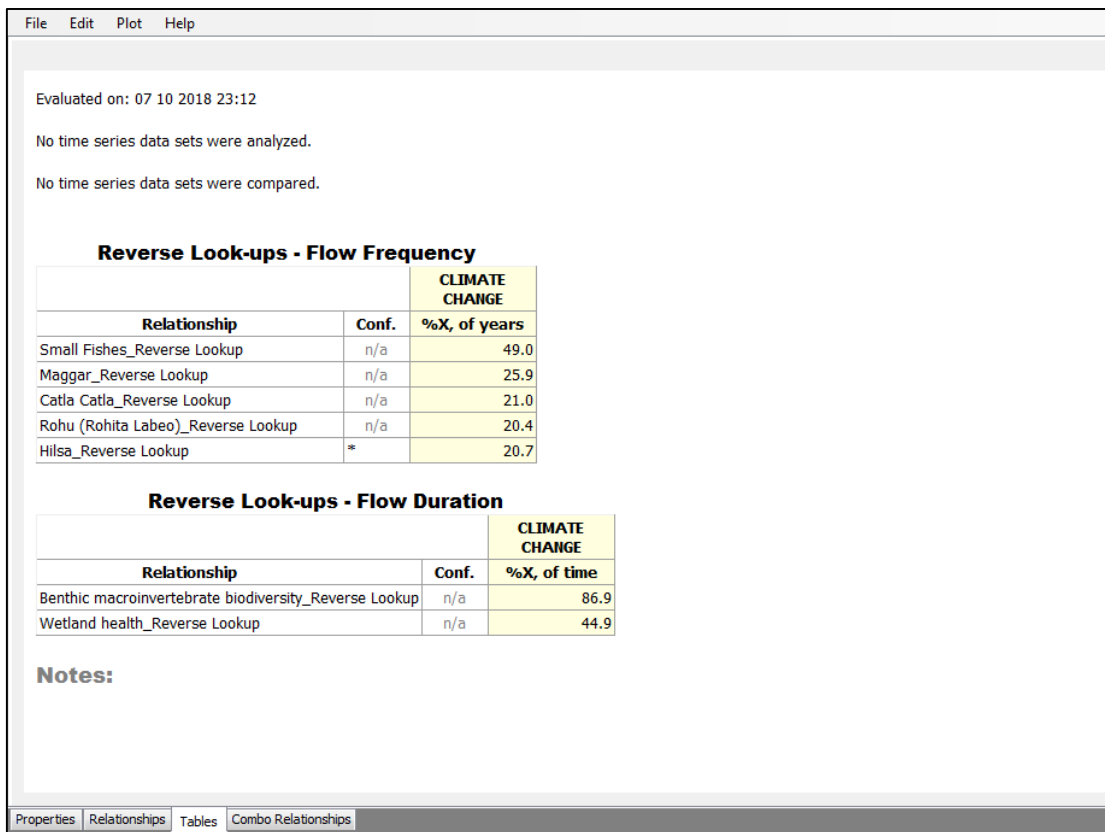 File Edit Plot Help
Evaluated on: 07 10 2018 23:12
No time series data sets were analyzed.
No time series data sets were compared.
Reverse Look-ups - Flow Frequency
CLIMATE
CHANGE
Relationship Conf. %X, of years
Small Fishes_Reverse Lookup n/a 49.0
Maggar_Reverse Lookup n/a 25.9
Catla Catla_Reverse Lookup n/a 21.0
Rohu (Rohita Labeo)_Reverse Lookup n/a 20.4
Hilsa_Reverse Lookup * 20.7
Reverse Look-ups - Flow Duration
CLIMATE
CHANGE
Relationship Conf. %X, of time
Benthic macroinvertebrate biodiversity_Reverse Lookup n/a 86.9
Wetland health_Reverse Lookup n/a 44.9
Notes:
Properties Relationships Tables Combo Relationships